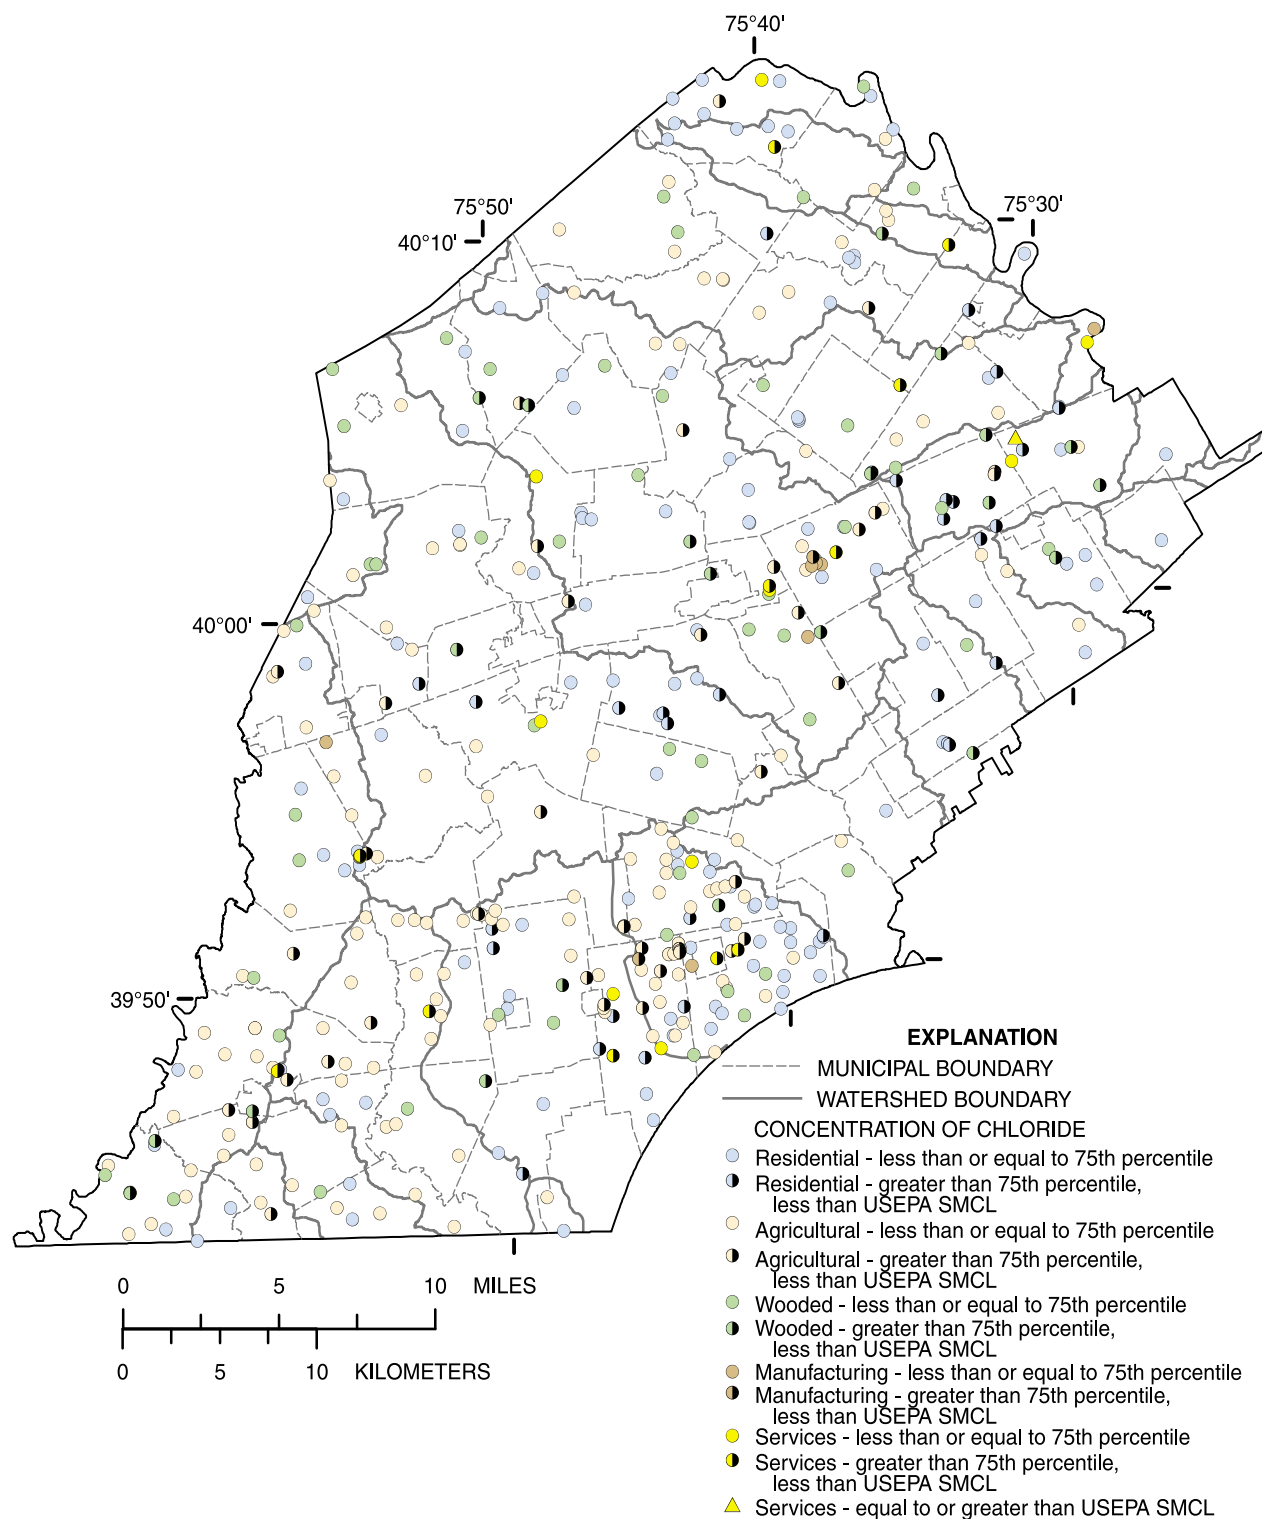 75°40'
75°50'
75°30'
40°10'
40°00'
39°50'
EXPLANATION
MUNICIPAL BOUNDARY
WATERSHED BOUNDARY
CONCENTRATION OF CHLORIDE
Residential - less than or equal to 75th percentile
Residential - greater than 75th percentile,
less than USEPA SMCL
Agricultural - less than or equal to 75th percentile
Agricultural - greater than 75th percentile,
less than USEPA SMCL
Wooded - less than or equal to 75th percentile
Wooded - greater than 75th percentile,
less than USEPA SMCL
Manufacturing - less than or equal to 75th percentile
Manufacturing - greater than 75th percentile,
less than USEPA SMCL
Services - less than or equal to 75th percentile
Services - greater than 75th percentile,
less than USEPA SMCL
Services - equal to or greater than USEPA SMCL
0 5 10 MILES
0 5 10 KILOMETERS